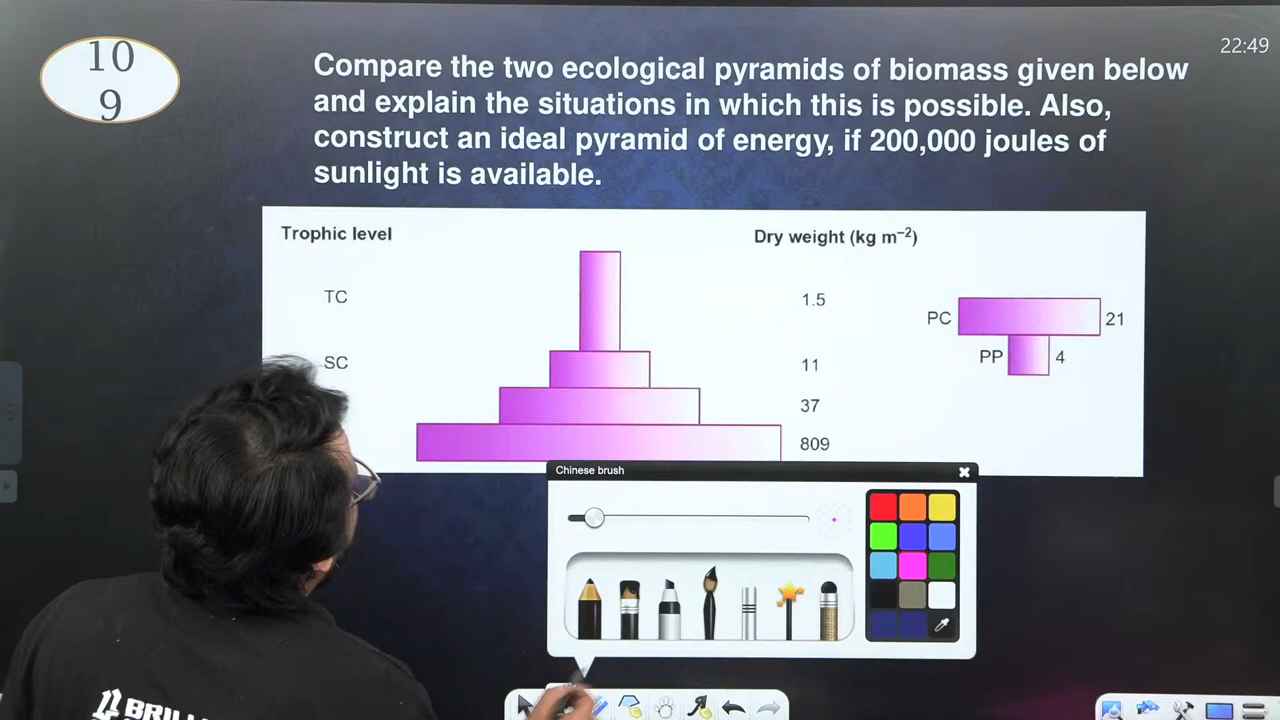 10
9
22:49
Compare the two ecological pyramids of biomass given below
and explain the situations in which this is possible. Also,
construct an ideal pyramid of energy, if 200,000 joules of
sunlight is available.
Trophic level
Dry weight (kg m⁻²)
TC
1.5
PC
21
SC
11
PP
4
37
809
Chinese brush